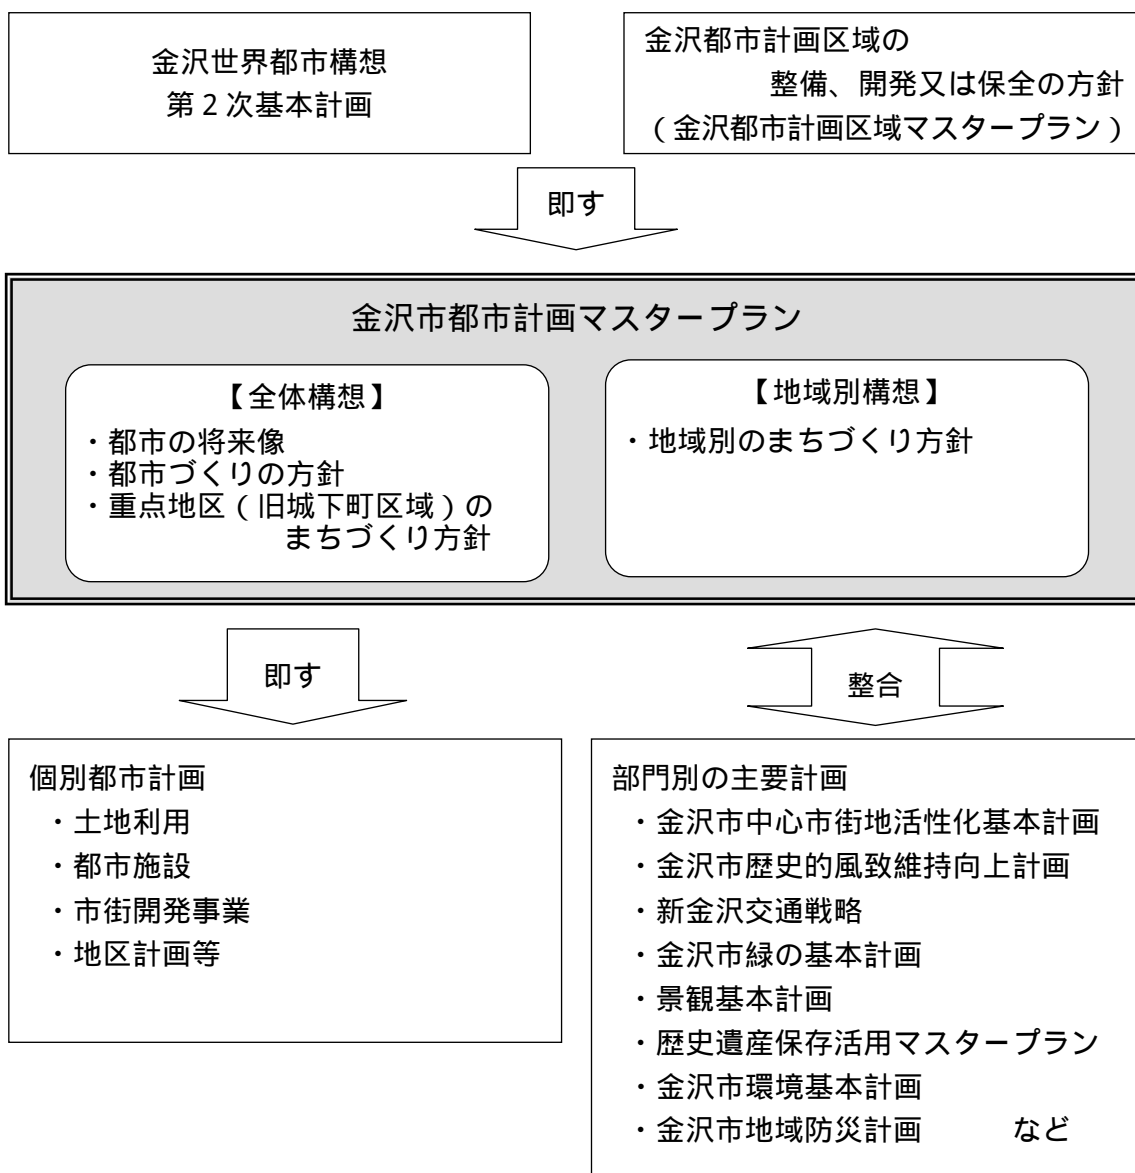 金沢世界都市構想
第2次基本計画
金沢都市計画区域の
整備、開発又は保全の方針
(金沢都市計画区域マスタープラン)
即す
金沢市都市計画マスタープラン
【全体構想】
・都市の将来像
・都市づくりの方針
・重点地区(旧城下町区域)の
まちづくり方針
【地域別構想】
・地域別のまちづくり方針
即す
整合
個別都市計画
・土地利用
・都市施設
・市街開発事業
・地区計画等
部門別の主要計画
・金沢市中心市街地活性化基本計画
・金沢市歴史的風致維持向上計画
・新金沢交通戦略
・金沢市緑の基本計画
・景観基本計画
・歴史遺産保存活用マスタープラン
・金沢市環境基本計画
・金沢市地域防災計画 など